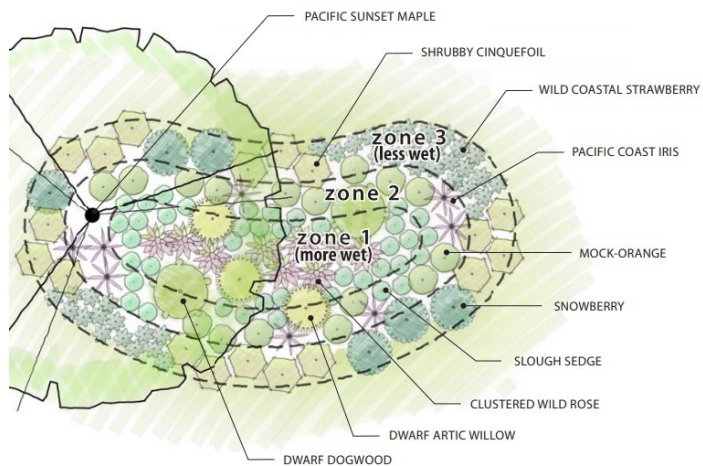 PACIFIC SUNSET MAPLE
SHRUBBY CINQUEFOIL
WILD COASTAL STRAWBERRY
zone 3
(less wet)
PACIFIC COAST IRIS
zone 2
zone 1
(more wet)
MOCK-ORANGE
SNOWBERRY
SLOUGH SEDGE
CLUSTERED WILD ROSE
DWARF ARTIC WILLOW
DWARF DOGWOOD